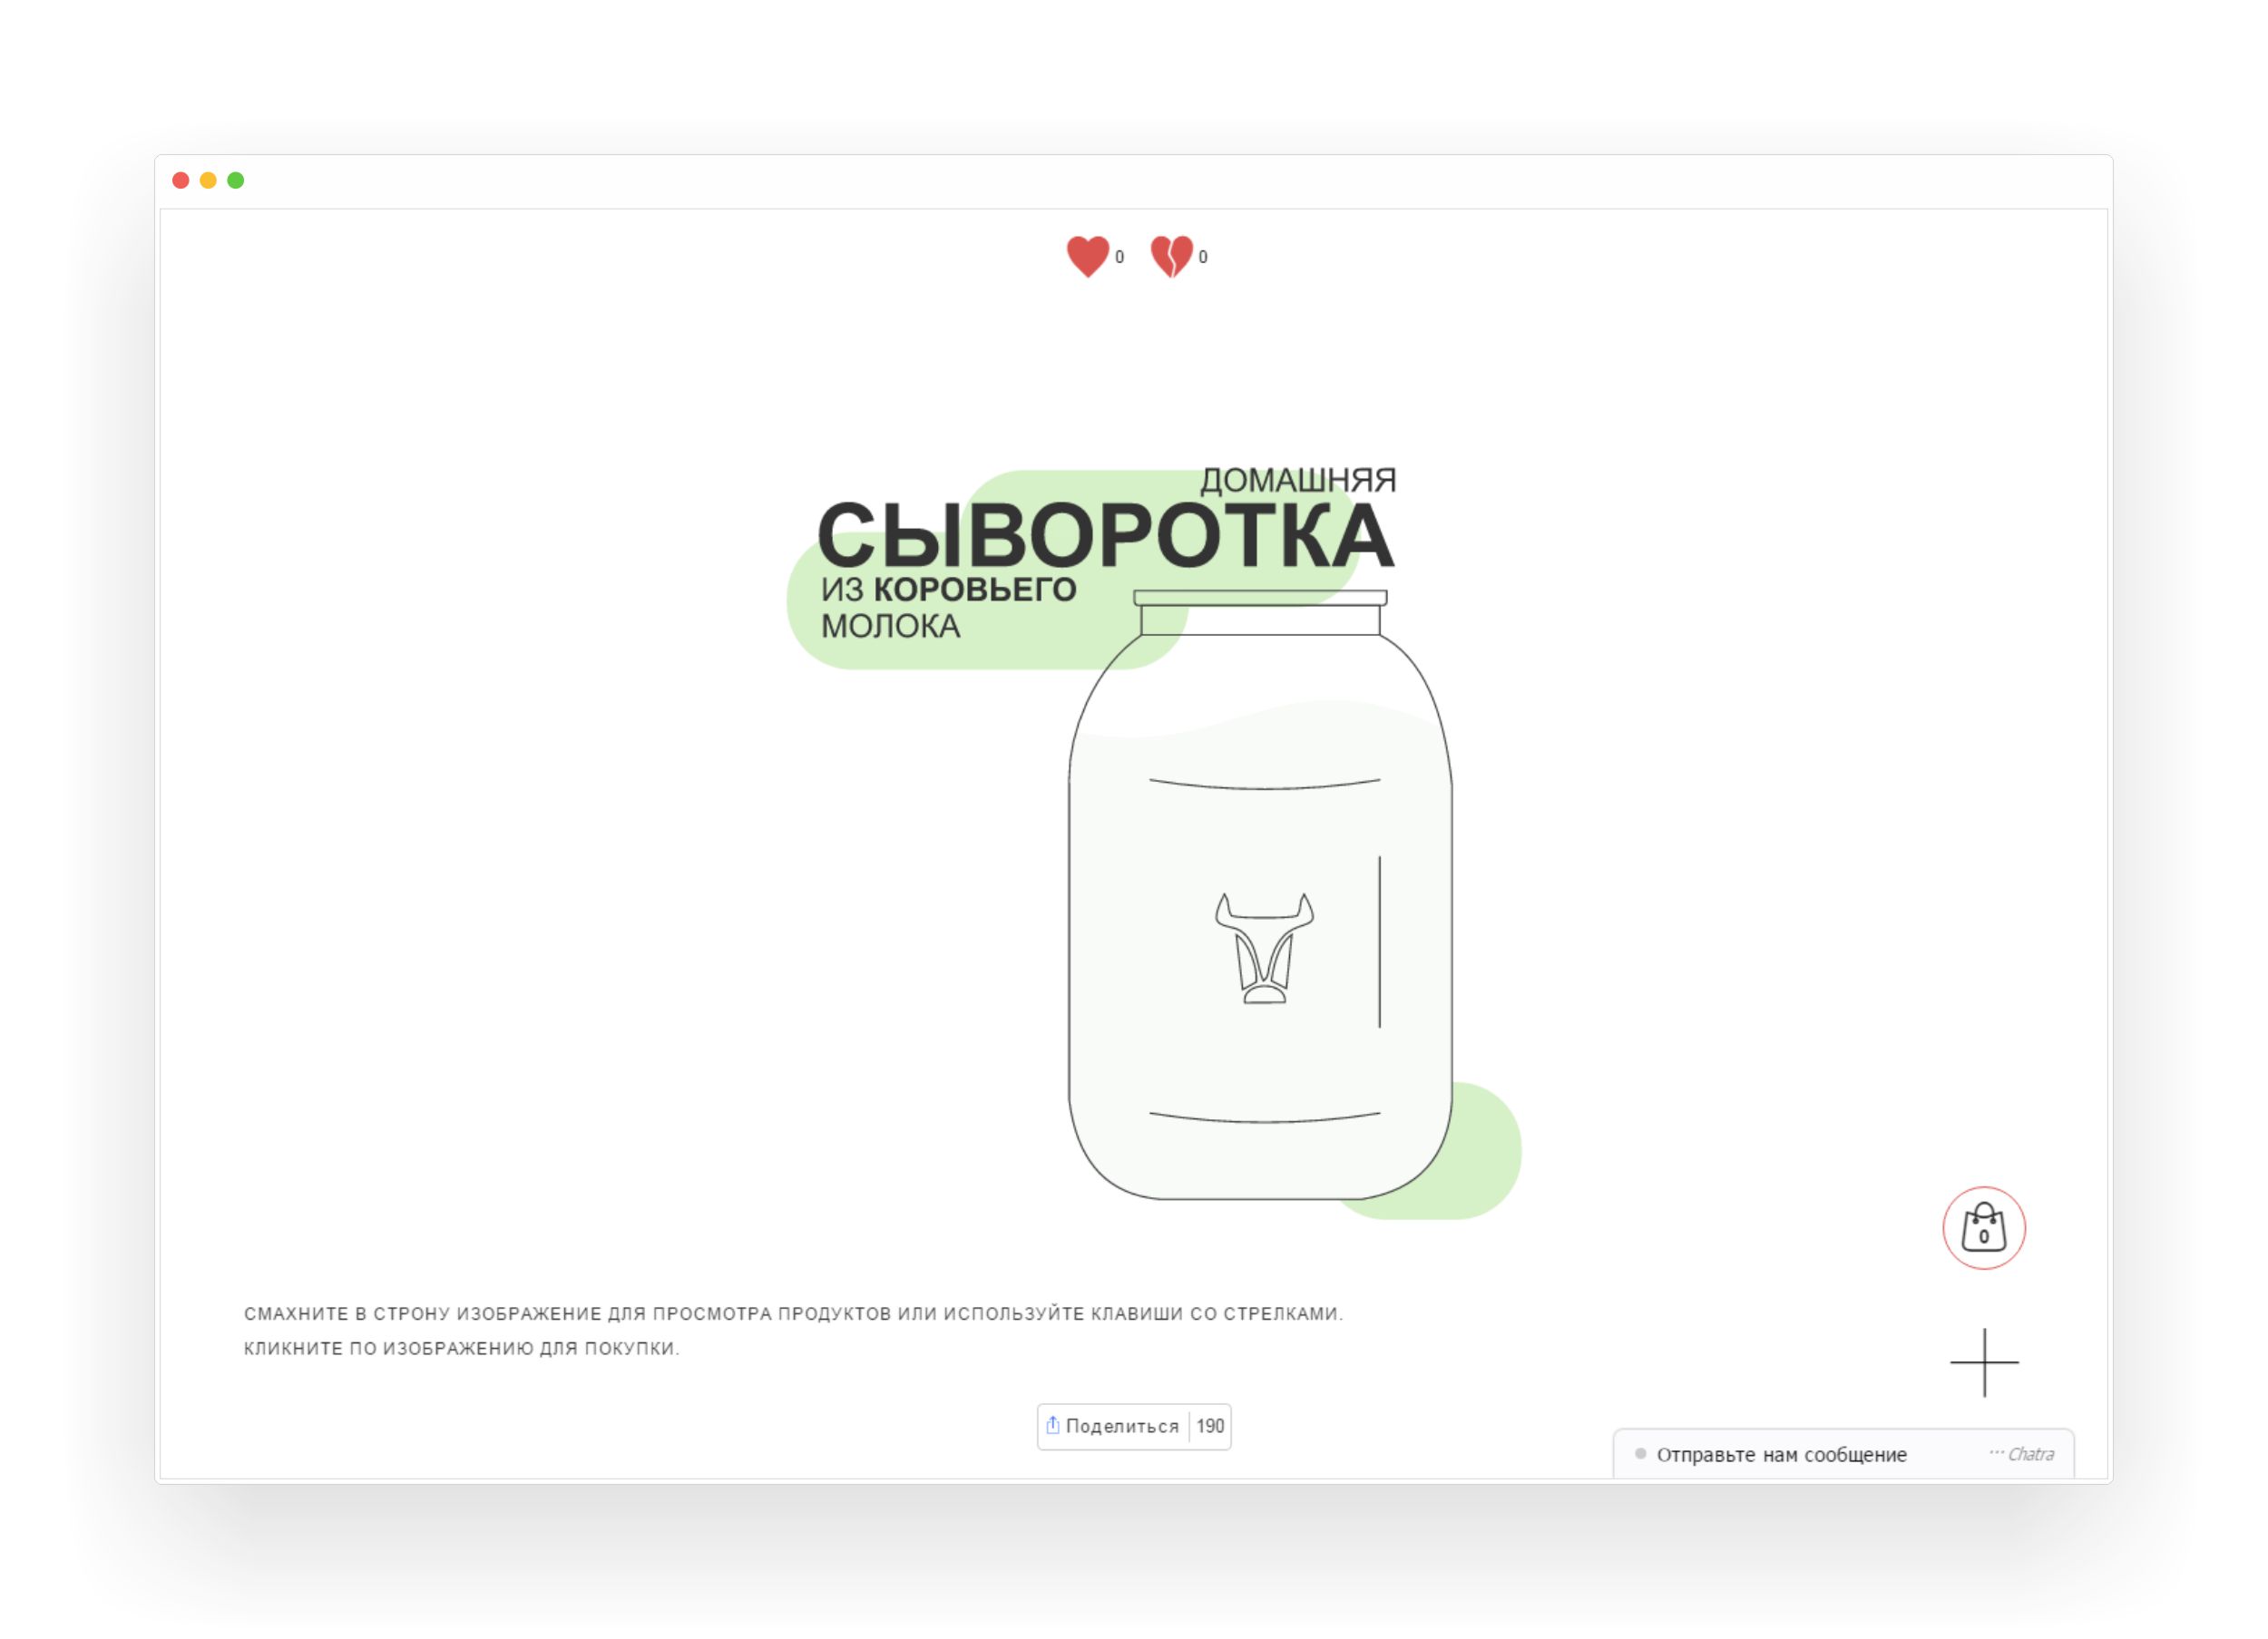 0 0
ДОМАШНЯЯ
СЫВОРОТКА
ИЗ КОРОВЬЕГО
МОЛОКА
0
СМАХНИТЕ В СТРОНУ ИЗОБРАЖЕНИЕ ДЛЯ ПРОСМОТРА ПРОДУКТОВ ИЛИ ИСПОЛЬЗУЙТЕ КЛАВИШИ СО СТРЕЛКАМИ.
КЛИКНИТЕ ПО ИЗОБРАЖЕНИЮ ДЛЯ ПОКУПКИ.
Поделиться 190
Отправьте нам сообщение ··· Chatra